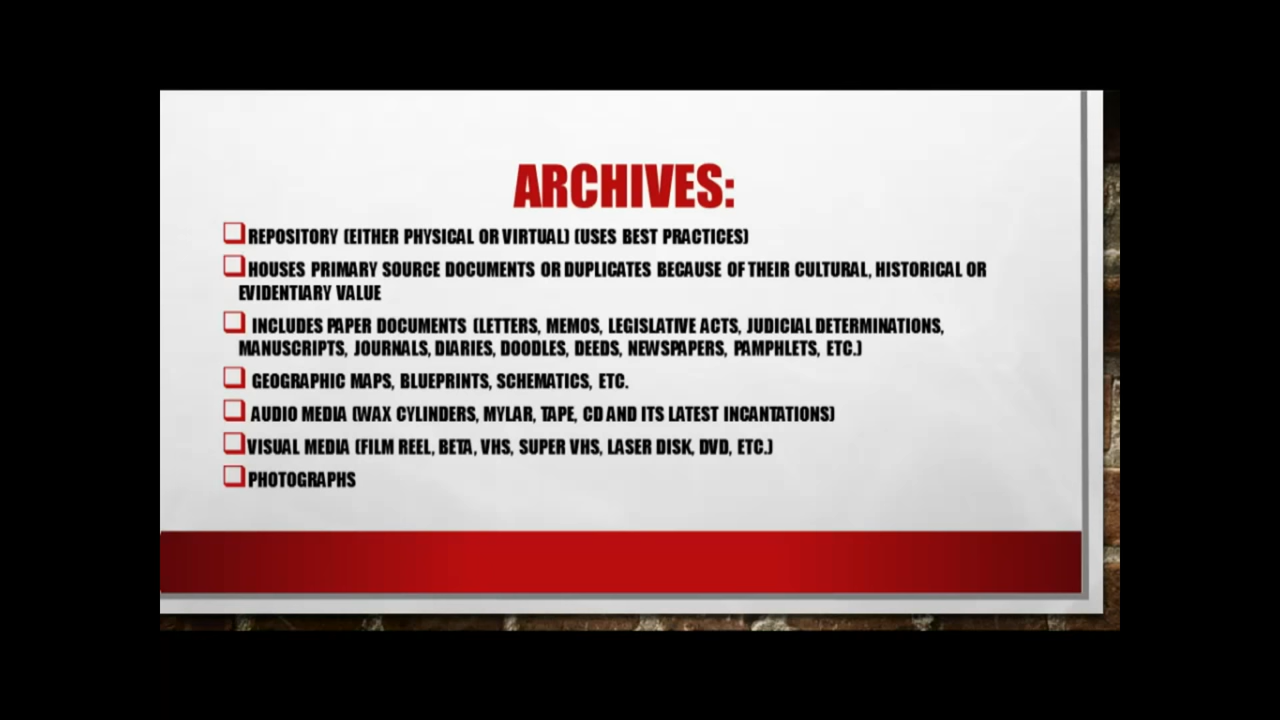 ARCHIVES:
REPOSITORY (EITHER PHYSICAL OR VIRTUAL) (USES BEST PRACTICES)
HOUSES PRIMARY SOURCE DOCUMENTS OR DUPLICATES BECAUSE OF THEIR CULTURAL, HISTORICAL OR
EVIDENTIARY VALUE
INCLUDES PAPER DOCUMENTS (LETTERS, MEMOS, LEGISLATIVE ACTS, JUDICIAL DETERMINATIONS,
MANUSCRIPTS, JOURNALS, DIARIES, DOODLES, DEEDS, NEWSPAPERS, PAMPHLETS, ETC.)
GEOGRAPHIC MAPS, BLUEPRINTS, SCHEMATICS, ETC.
AUDIO MEDIA (WAX CYLINDERS, MYLAR, TAPE, CD AND ITS LATEST INCANTATIONS)
VISUAL MEDIA (FILM REEL, BETA, VHS, SUPER VHS, LASER DISK, DVD, ETC.)
PHOTOGRAPHS